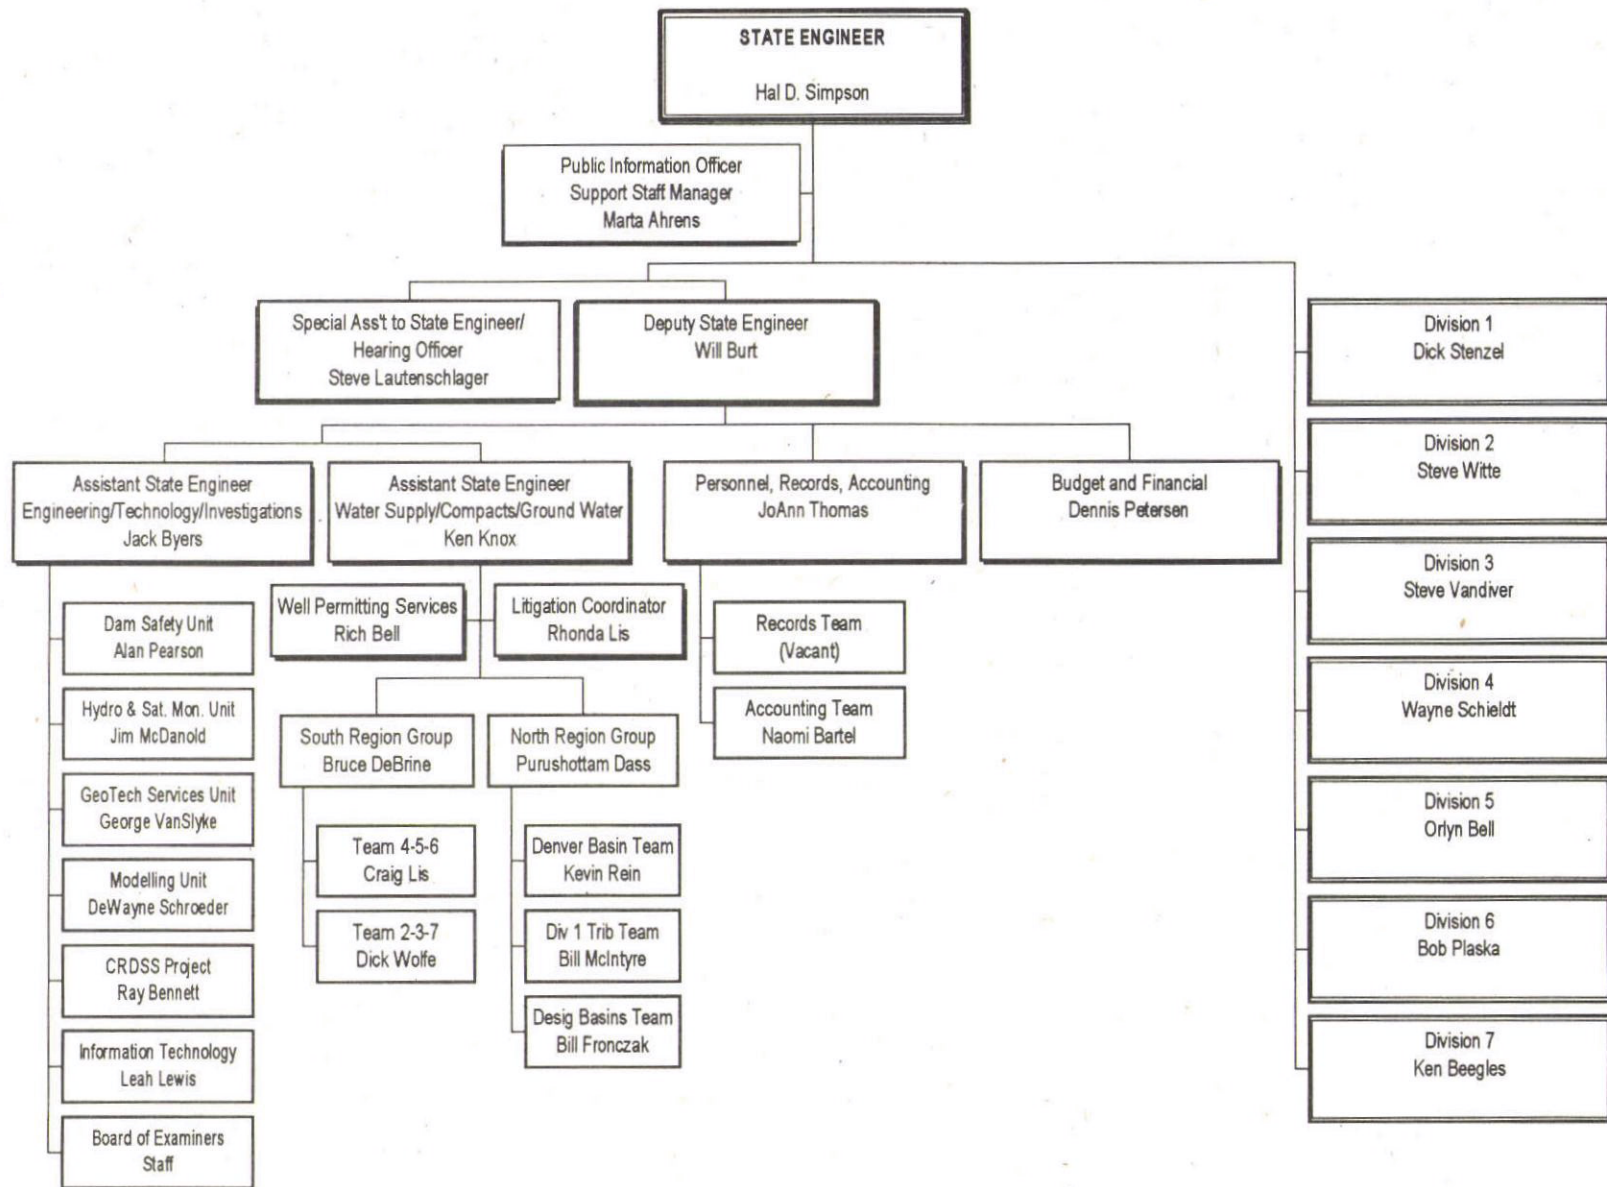 STATE ENGINEER
Hal D. Simpson
Public Information Officer
Support Staff Manager
Marta Ahrens
Special Ass't to State Engineer/
Hearing Officer
Steve Lautenschlager
Deputy State Engineer
Will Burt
Assistant State Engineer
Engineering/Technology/Investigations
Jack Byers
Assistant State Engineer
Water Supply/Compacts/Ground Water
Ken Knox
Personnel, Records, Accounting
JoAnn Thomas
Budget and Financial
Dennis Petersen
Dam Safety Unit
Alan Pearson
Hydro & Sat. Mon. Unit
Jim McDanold
GeoTech Services Unit
George VanSlyke
Modelling Unit
DeWayne Schroeder
CRDSS Project
Ray Bennett
Information Technology
Leah Lewis
Board of Examiners
Staff
Well Permitting Services
Rich Bell
Litigation Coordinator
Rhonda Lis
South Region Group
Bruce DeBrine
Team 4-5-6
Craig Lis
Team 2-3-7
Dick Wolfe
North Region Group
Purushottam Dass
Denver Basin Team
Kevin Rein
Div 1 Trib Team
Bill McIntyre
Desig Basins Team
Bill Fronczak
Records Team
(Vacant)
Accounting Team
Naomi Bartel
Division 1
Dick Stenzel
Division 2
Steve Witte
Division 3
Steve Vandiver
Division 4
Wayne Schieldt
Division 5
Orlyn Bell
Division 6
Bob Plaska
Division 7
Ken Beegles